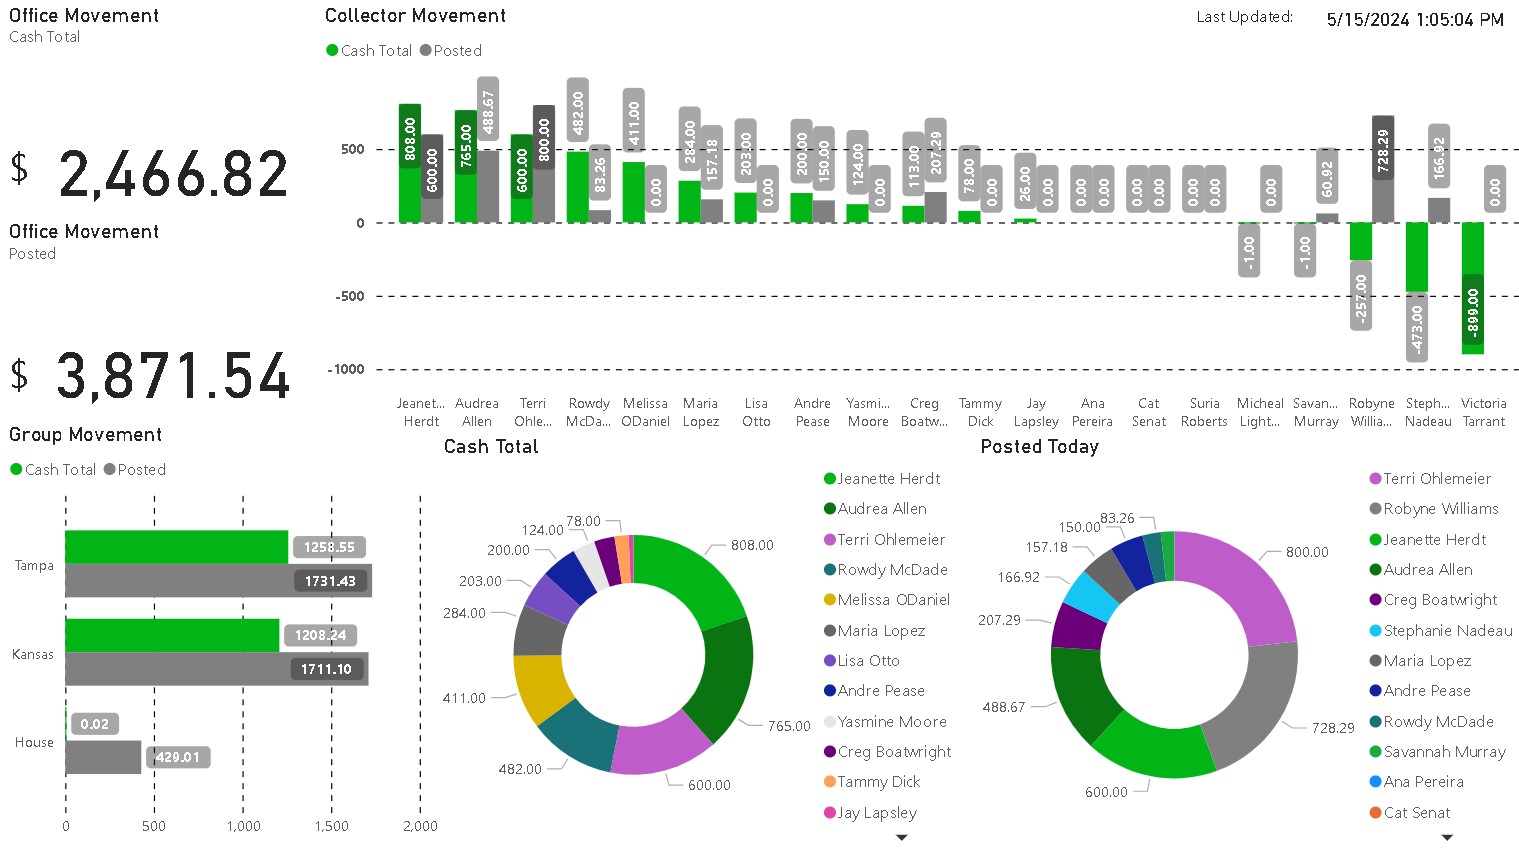 Office Movement
Cash Total
$ 2,466.82
Office Movement
Posted
$ 3,871.54
Collector Movement
Cash Total Posted
Last Updated: 5/15/2024 1:05:04 PM
500
0
-500
-1000
808.00
600.00
765.00
488.67
600.00
800.00
482.00
83.26
411.00
0.00
284.00
157.18
203.00
0.00
200.00
150.00
124.00
0.00
113.00
207.29
78.00
0.00
26.00
0.00
0.00
0.00
0.00
0.00
0.00
0.00
-1.00
0.00
-1.00
60.92
-257.00
728.29
-473.00
166.92
-899.00
0.00
Jeanet... Herdt
Audrea Allen
Terri Ohle...
Rowdy McDa...
Melissa ODaniel
Maria Lopez
Lisa Otto
Andre Pease
Yasmi... Moore
Creg Boatw...
Tammy Dick
Jay Lapsley
Ana Pereira
Cat Senat
Suria Roberts
Micheal Light...
Savan... Murray
Robyne Willia...
Steph... Nadeau
Victoria Tarrant
Group Movement
Cash Total Posted
Tampa
1258.55
1731.43
Kansas
1208.24
1711.10
House
0.02
429.01
0 500 1,000 1,500 2,000
Cash Total
808.00
765.00
600.00
482.00
411.00
284.00
203.00
200.00
124.00
78.00
Jeanette Herdt
Audrea Allen
Terri Ohlemeier
Rowdy McDade
Melissa ODaniel
Maria Lopez
Lisa Otto
Andre Pease
Yasmine Moore
Creg Boatwright
Tammy Dick
Jay Lapsley
Posted Today
800.00
728.29
600.00
488.67
207.29
166.92
157.18
150.00
83.26
Terri Ohlemeier
Robyne Williams
Jeanette Herdt
Audrea Allen
Creg Boatwright
Stephanie Nadeau
Maria Lopez
Andre Pease
Rowdy McDade
Savannah Murray
Ana Pereira
Cat Senat